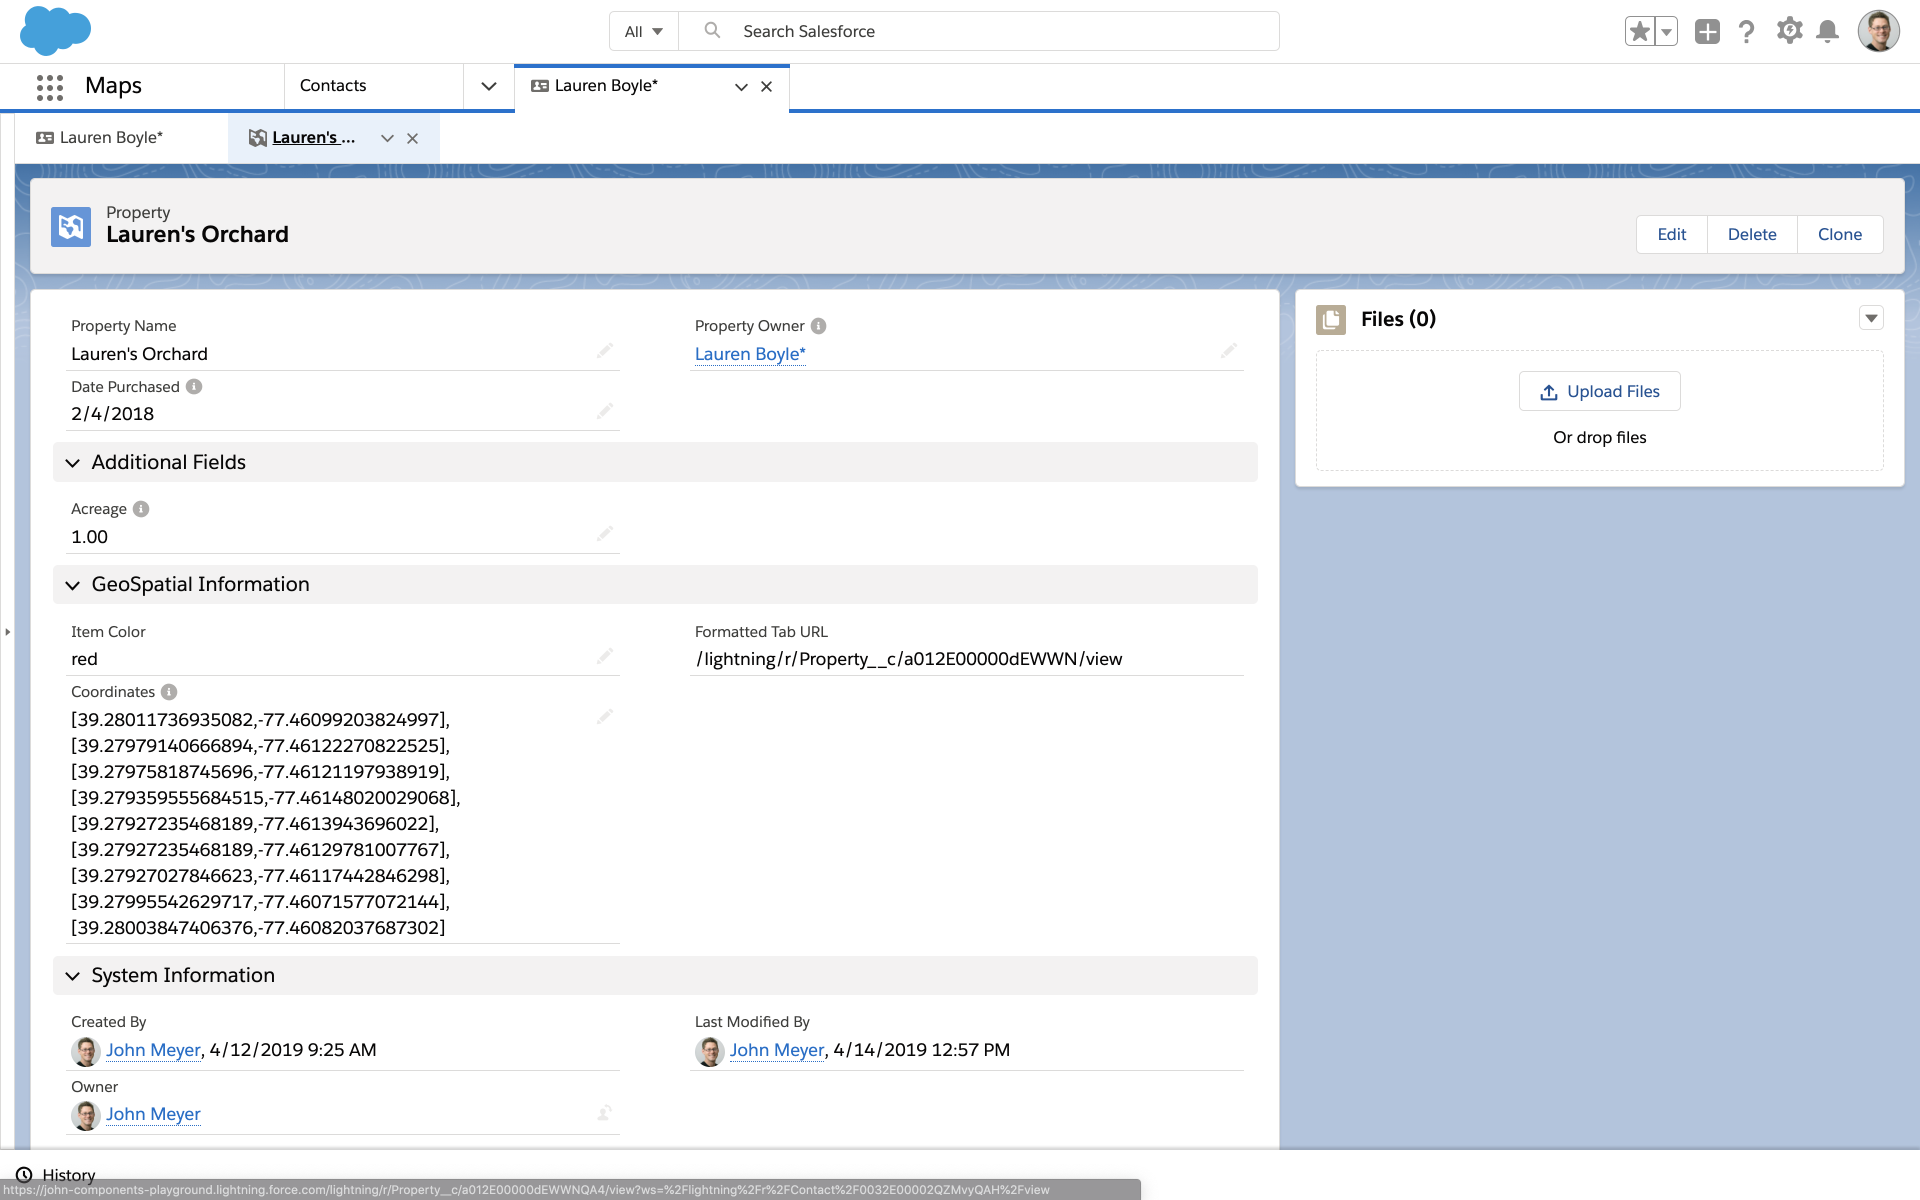 All
Search Salesforce
Maps
Contacts
Lauren Boyle*
Lauren Boyle*
Lauren's ...
Property
Lauren's Orchard
Edit
Delete
Clone
Property Name
Lauren's Orchard
Property Owner
Lauren Boyle*
Date Purchased
2/4/2018
Additional Fields
Acreage
1.00
GeoSpatial Information
Item Color
red
Formatted Tab URL
/lightning/r/Property__c/a012E00000dEWWN/view
Coordinates
[39.28011736935082,-77.46099203824997],
[39.27979140666894,-77.46122270822525],
[39.27975818745696,-77.46121197938919],
[39.279359555684515,-77.46148020029068],
[39.27927235468189,-77.4613943696022],
[39.27927235468189,-77.46129781007767],
[39.27927027846623,-77.46117442846298],
[39.27995542629717,-77.46071577072144],
[39.28003847406376,-77.46082037687302]
System Information
Created By
John Meyer, 4/12/2019 9:25 AM
Last Modified By
John Meyer, 4/14/2019 12:57 PM
Owner
John Meyer
Files (0)
Upload Files
Or drop files
History
https://john-components-playground.lightning.force.com/lightning/r/Property__c/a012E00000dEWWNQA4/view?ws=%2Flightning%2Fr%2FContact%2F0032E00002QZMvyQAH%2Fview